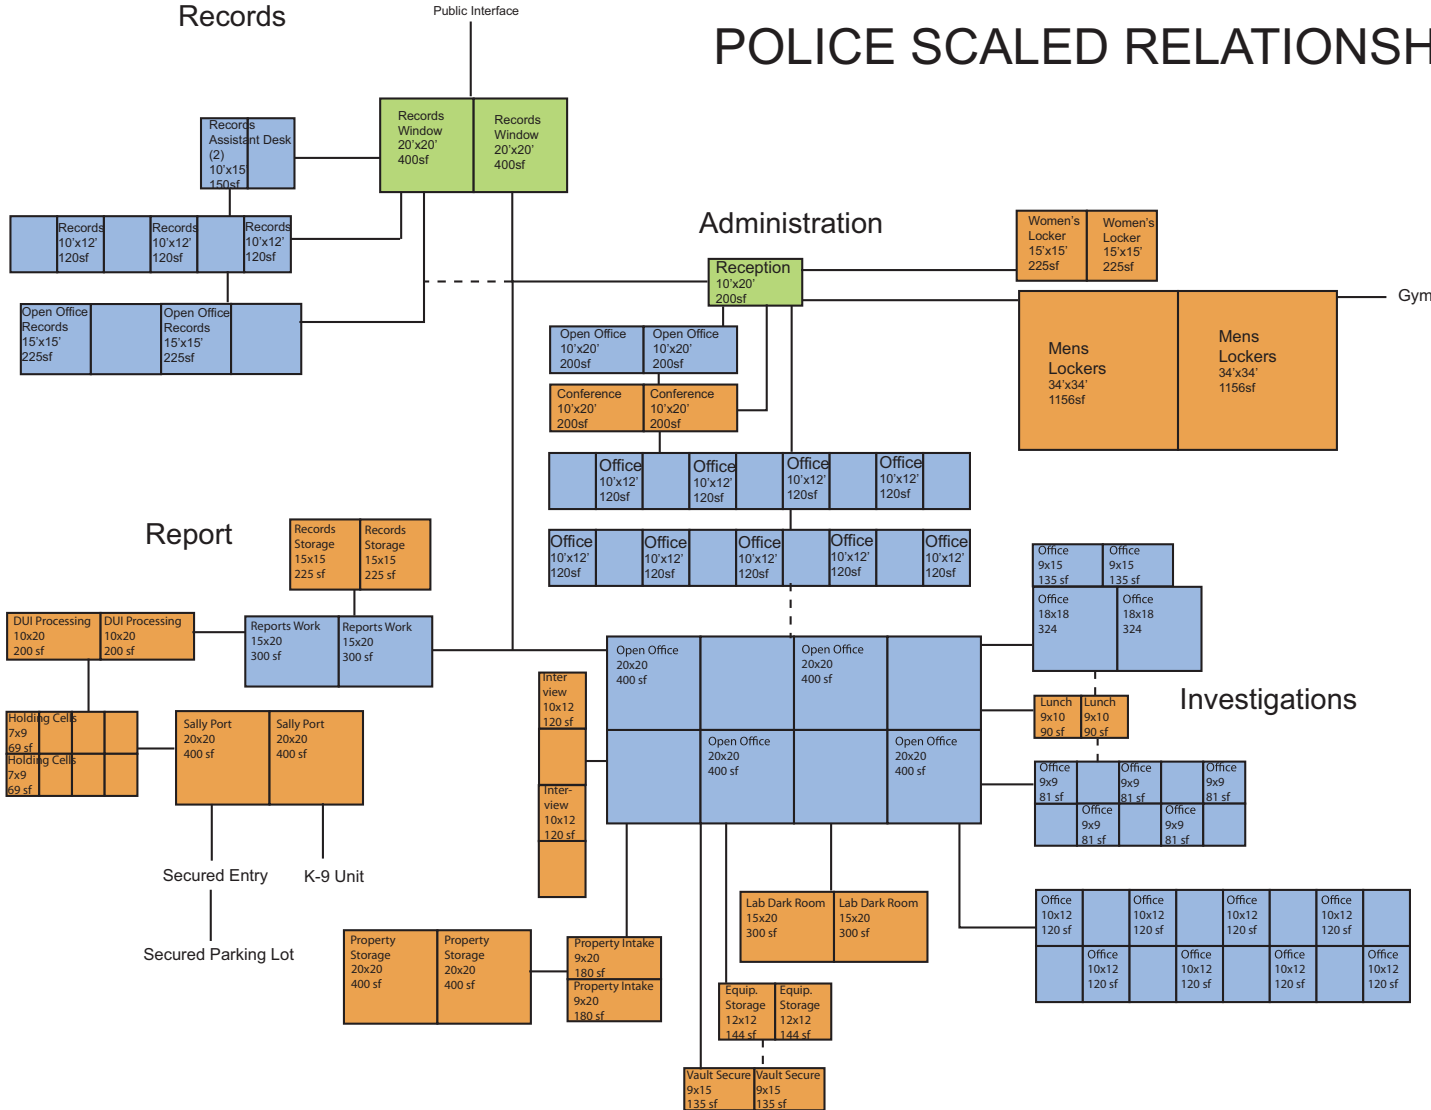 Records
Public Interface
POLICE SCALED RELATIONSH
Records
Assistant Desk
(2)
10'x15'
150sf
Records
Window
20'x20'
400sf
Records
Window
20'x20'
400sf
Records
10'x12'
120sf
Records
10'x12'
120sf
Records
10'x12'
120sf
Open Office
Records
15'x15'
225sf
Open Office
Records
15'x15'
225sf
Administration
Reception
10'x20'
200sf
Women's
Locker
15'x15'
225sf
Women's
Locker
15'x15'
225sf
Gym
Mens
Lockers
34'x34'
1156sf
Mens
Lockers
34'x34'
1156sf
Open Office
10'x20'
200sf
Open Office
10'x20'
200sf
Conference
10'x20'
200sf
Conference
10'x20'
200sf
Office
10'x12'
120sf
Office
10'x12'
120sf
Office
10'x12'
120sf
Office
10'x12'
120sf
Office
10'x12'
120sf
Office
10'x12'
120sf
Office
10'x12'
120sf
Office
10'x12'
120sf
Office
10'x12'
120sf
Report
Records
Storage
15x15
225 sf
Records
Storage
15x15
225 sf
DUI Processing
10x20
200 sf
DUI Processing
10x20
200 sf
Reports Work
15x20
300 sf
Reports Work
15x20
300 sf
Holding Cells
7x9
69 sf
Holding Cells
7x9
69 sf
Sally Port
20x20
400 sf
Sally Port
20x20
400 sf
Secured Entry
K-9 Unit
Secured Parking Lot
Inter
view
10x12
120 sf
Inter-
view
10x12
120 sf
Open Office
20x20
400 sf
Open Office
20x20
400 sf
Open Office
20x20
400 sf
Open Office
20x20
400 sf
Office
9x15
135 sf
Office
9x15
135 sf
Office
18x18
324
Office
18x18
324
Investigations
Lunch
9x10
90 sf
Lunch
9x10
90 sf
Office
9x9
81 sf
Office
9x9
81 sf
Office
9x9
81 sf
Office
9x9
81 sf
Office
9x9
81 sf
Office
10x12
120 sf
Office
10x12
120 sf
Office
10x12
120 sf
Office
10x12
120 sf
Office
10x12
120 sf
Office
10x12
120 sf
Office
10x12
120 sf
Office
10x12
120 sf
Lab Dark Room
15x20
300 sf
Lab Dark Room
15x20
300 sf
Property
Storage
20x20
400 sf
Property
Storage
20x20
400 sf
Property Intake
9x20
180 sf
Property Intake
9x20
180 sf
Equip.
Storage
12x12
144 sf
Equip.
Storage
12x12
144 sf
Vault Secure
9x15
135 sf
Vault Secure
9x15
135 sf